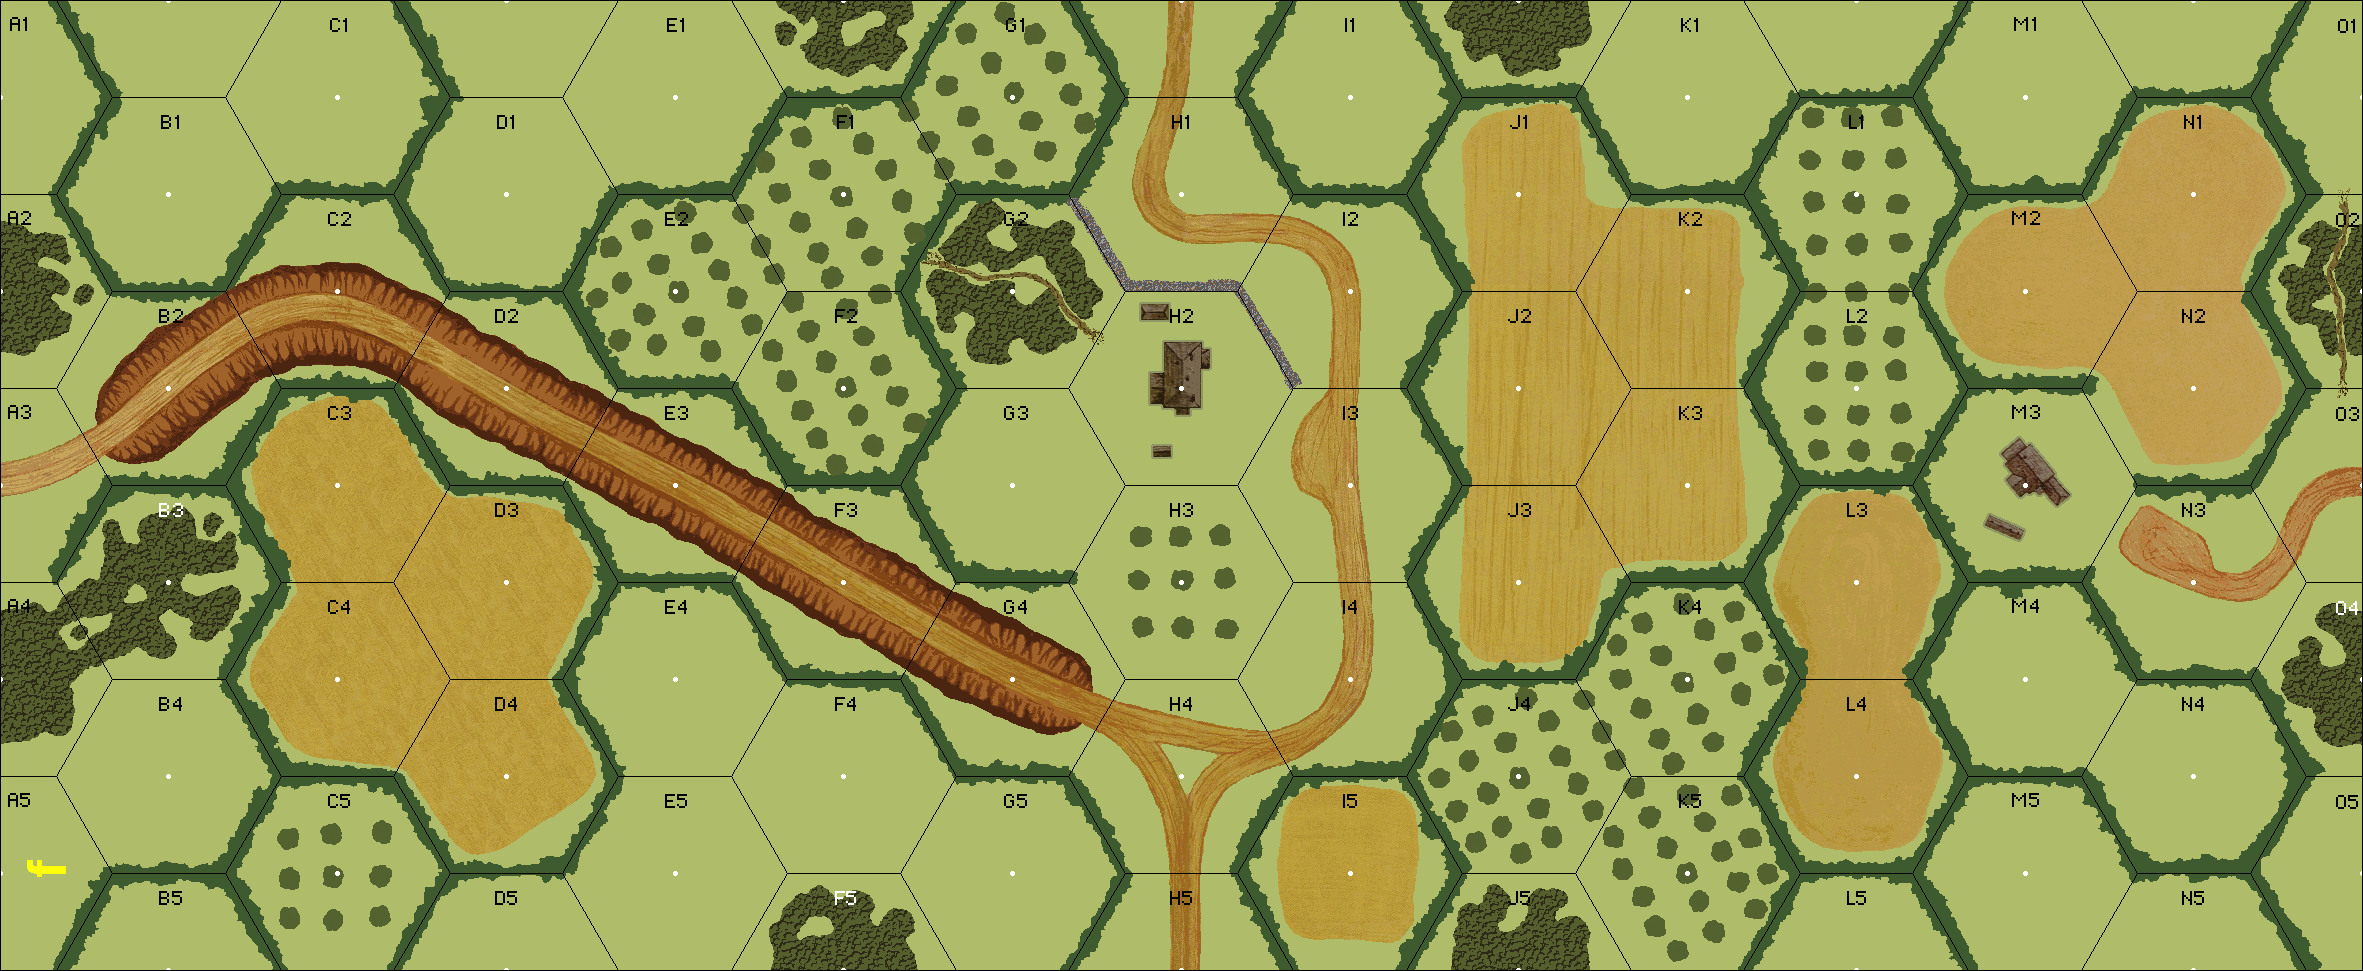 A1 C1 E1 G1 I1 K1 M1 O1
B1 D1 F1 H1 J1 L1 N1
A2 C2 E2 G2 I2 K2 M2 O2
B2 D2 F2 H2 J2 L2 N2
A3 C3 E3 G3 I3 K3 M3 O3
B3 D3 F3 H3 J3 L3 N3
A4 C4 E4 G4 I4 K4 M4 O4
B4 D4 F4 H4 J4 L4 N4
A5 C5 E5 G5 I5 K5 M5 O5
f
B5 D5 F5 H5 J5 L5 N5